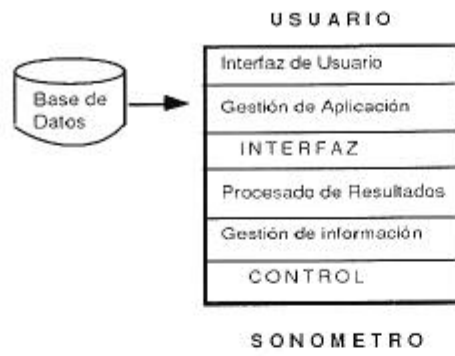 USUARIO
Base de
Datos
Interfaz de Usuario
Gestión de Aplicación
INTERFAZ
Procesado de Resultados
Gestión de información
CONTROL
SONOMETRO